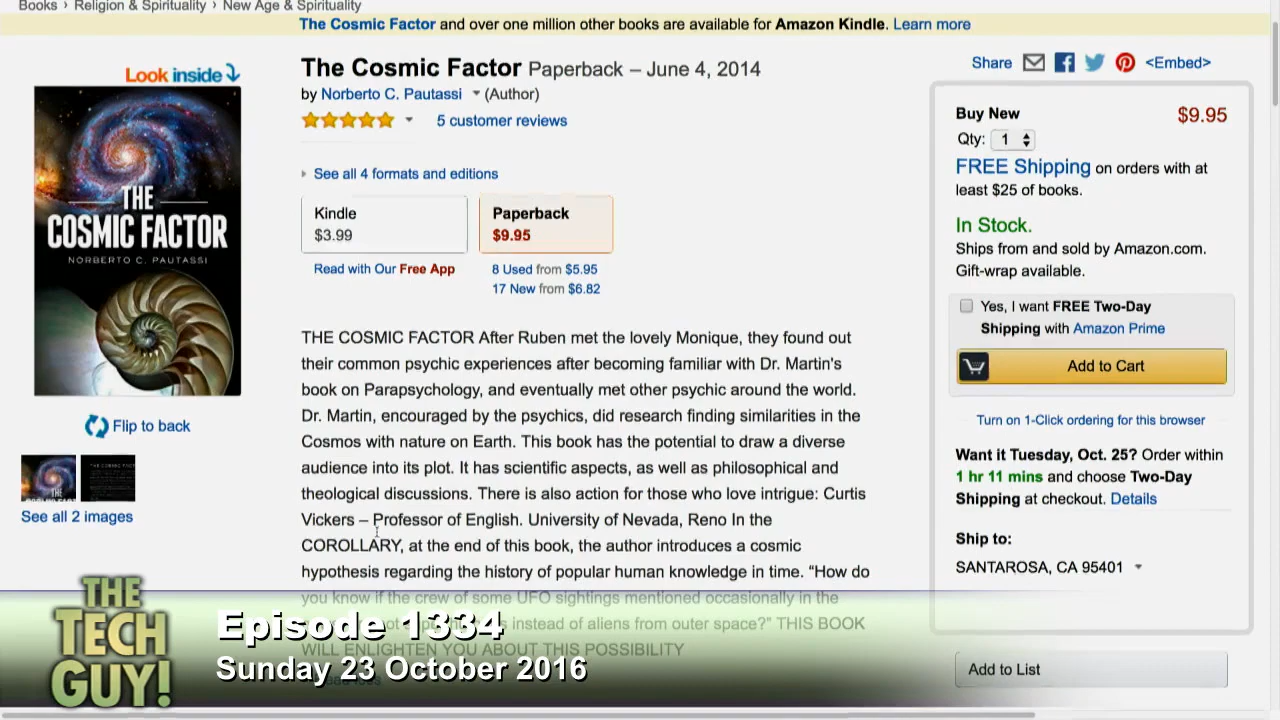 Books › Religion & Spirituality › New Age & Spirituality
The Cosmic Factor and over one million other books are available for Amazon Kindle. Learn more
Look inside
THE
COSMIC FACTOR
NORBERTO C. PAUTASSI
Flip to back
See all 2 images
The Cosmic Factor Paperback – June 4, 2014
by Norberto C. Pautassi (Author)
5 customer reviews
See all 4 formats and editions
Kindle
$3.99
Paperback
$9.95
Read with Our Free App
8 Used from $5.95
17 New from $6.82
THE COSMIC FACTOR After Ruben met the lovely Monique, they found out
their common psychic experiences after becoming familiar with Dr. Martin's
book on Parapsychology, and eventually met other psychic around the world.
Dr. Martin, encouraged by the psychics, did research finding similarities in the
Cosmos with nature on Earth. This book has the potential to draw a diverse
audience into its plot. It has scientific aspects, as well as philosophical and
theological discussions. There is also action for those who love intrigue: Curtis
Vickers – Professor of English. University of Nevada, Reno In the
COROLLARY, at the end of this book, the author introduces a cosmic
hypothesis regarding the history of popular human knowledge in time. “How do
you know if the crew of some UFO sightings mentioned occasionally in the
instead of aliens from outer space?” THIS BOOK
WILL ENLIGHTEN YOU ABOUT THIS POSSIBILITY
Share <Embed>
Buy New $9.95
Qty: 1
FREE Shipping on orders with at
least $25 of books.
In Stock.
Ships from and sold by Amazon.com.
Gift-wrap available.
Yes, I want FREE Two-Day
Shipping with Amazon Prime
Add to Cart
Turn on 1-Click ordering for this browser
Want it Tuesday, Oct. 25? Order within
1 hr 11 mins and choose Two-Day
Shipping at checkout. Details
Ship to:
SANTAROSA, CA 95401
Add to List
THE
TECH
GUY!
Episode 1334
Sunday 23 October 2016